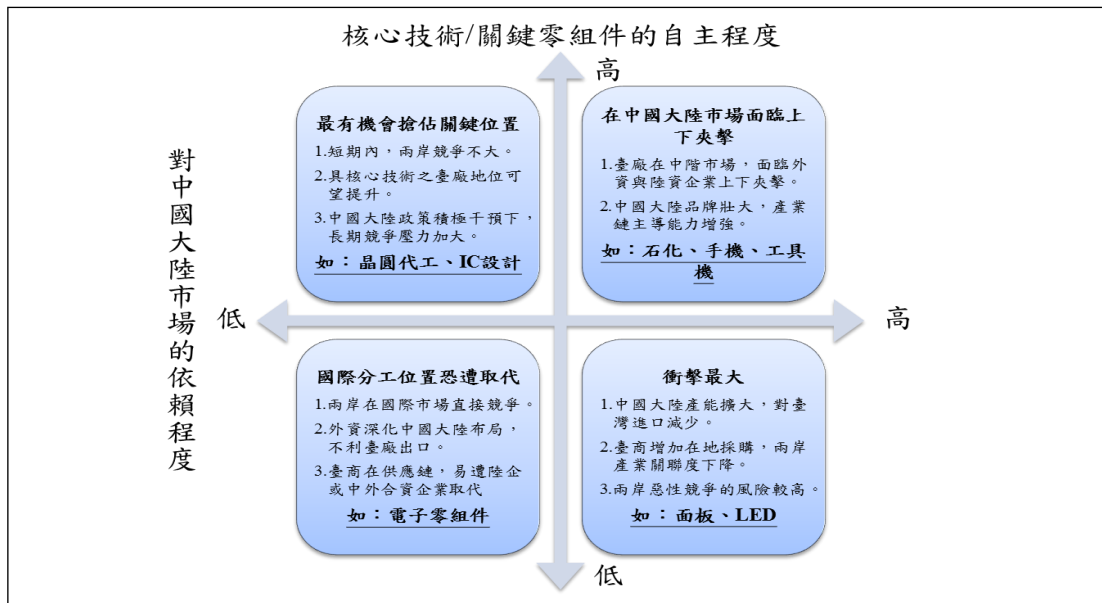 核心技術/關鍵零組件的自主程度
高
最有機會搶佔關鍵位置
1.短期內，兩岸競爭不大。
2.具核心技術之臺廠地位可
望提升。
3.中國大陸政策積極干預下，
長期競爭壓力加大。
如：晶圓代工、IC設計
在中國大陸市場面臨上
下夾擊
1.臺廠在中階市場，面臨外
資與陸資企業上下夾擊。
2.中國大陸品牌壯大，產業
鏈主導能力增強。
如：石化、手機、工具
機
對中國大陸市場的依賴程度
低
高
國際分工位置恐遭取代
1.兩岸在國際市場直接競爭。
2.外資深化中國大陸布局，
不利臺廠出口。
3.臺商在供應鏈，易遭陸企
或中外合資企業取代
如：電子零組件
衝擊最大
1.中國大陸產能擴大，對臺
灣進口減少。
2.臺商增加在地採購，兩岸
產業關聯度下降。
3.兩岸惡性競爭的風險較高。
如：面板、LED
低